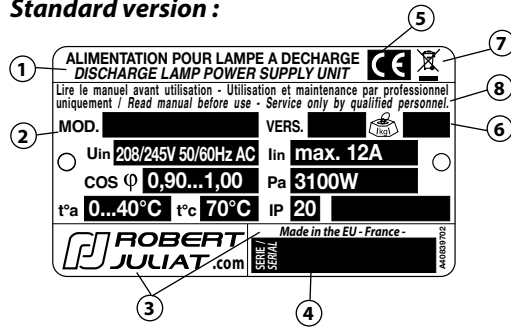 Standard version :
5
1
ALIMENTATION POUR LAMPE A DECHARGE
DISCHARGE LAMP POWER SUPPLY UNIT
CE
7
Lire le manuel avant utilisation - Utilisation et maintenance par professionnel
uniquement / Read manual before use - Service only by qualified personnel.
8
2
MOD.
VERS.
(kg)
6
Uin 208/245V 50/60Hz AC
Iin max. 12A
cos φ 0,90...1,00
Pa 3100W
t°a 0...40°C t°c 70°C
IP 20
ROBERT
JULIAT .com
Made in the EU - France -
SERIE /
SERIAL
A40839702
3
4